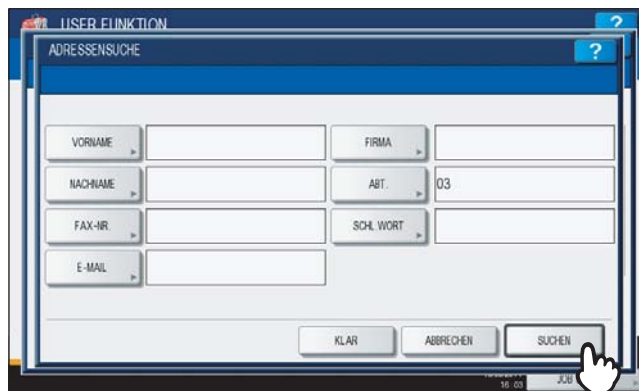 USER FUNKTION ?
ADRESSENSUCHE ?
VORNAME FIRMA
NACHNAME ABT. 03
FAX-NR. SCHL.WORT
E-MAIL
KLAR ABBRECHEN SUCHEN
16:03 JOB